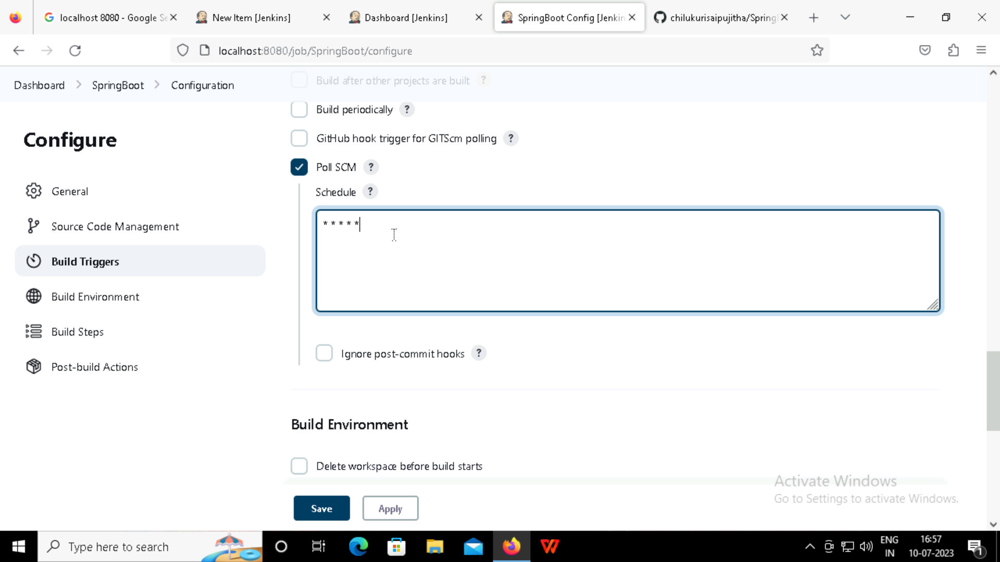 localhost 8080 - Google Se
New Item [Jenkins]
Dashboard [Jenkins]
SpringBoot Config [Jenkin
chilukurisaipujitha/Spring
localhost:8080/job/SpringBoot/configure
Dashboard > SpringBoot > Configuration
Build after other projects are built ?
Build periodically ?
GitHub hook trigger for GITScm polling ?
Configure
Poll SCM ?
General
Schedule ?
* * * * *
Source Code Management
Build Triggers
Build Environment
Build Steps
Ignore post-commit hooks ?
Post-build Actions
Build Environment
Delete workspace before build starts
Activate Windows
Go to Settings to activate Windows.
Save
Apply
Type here to search
ENG
IN
16:57
10-07-2023
1